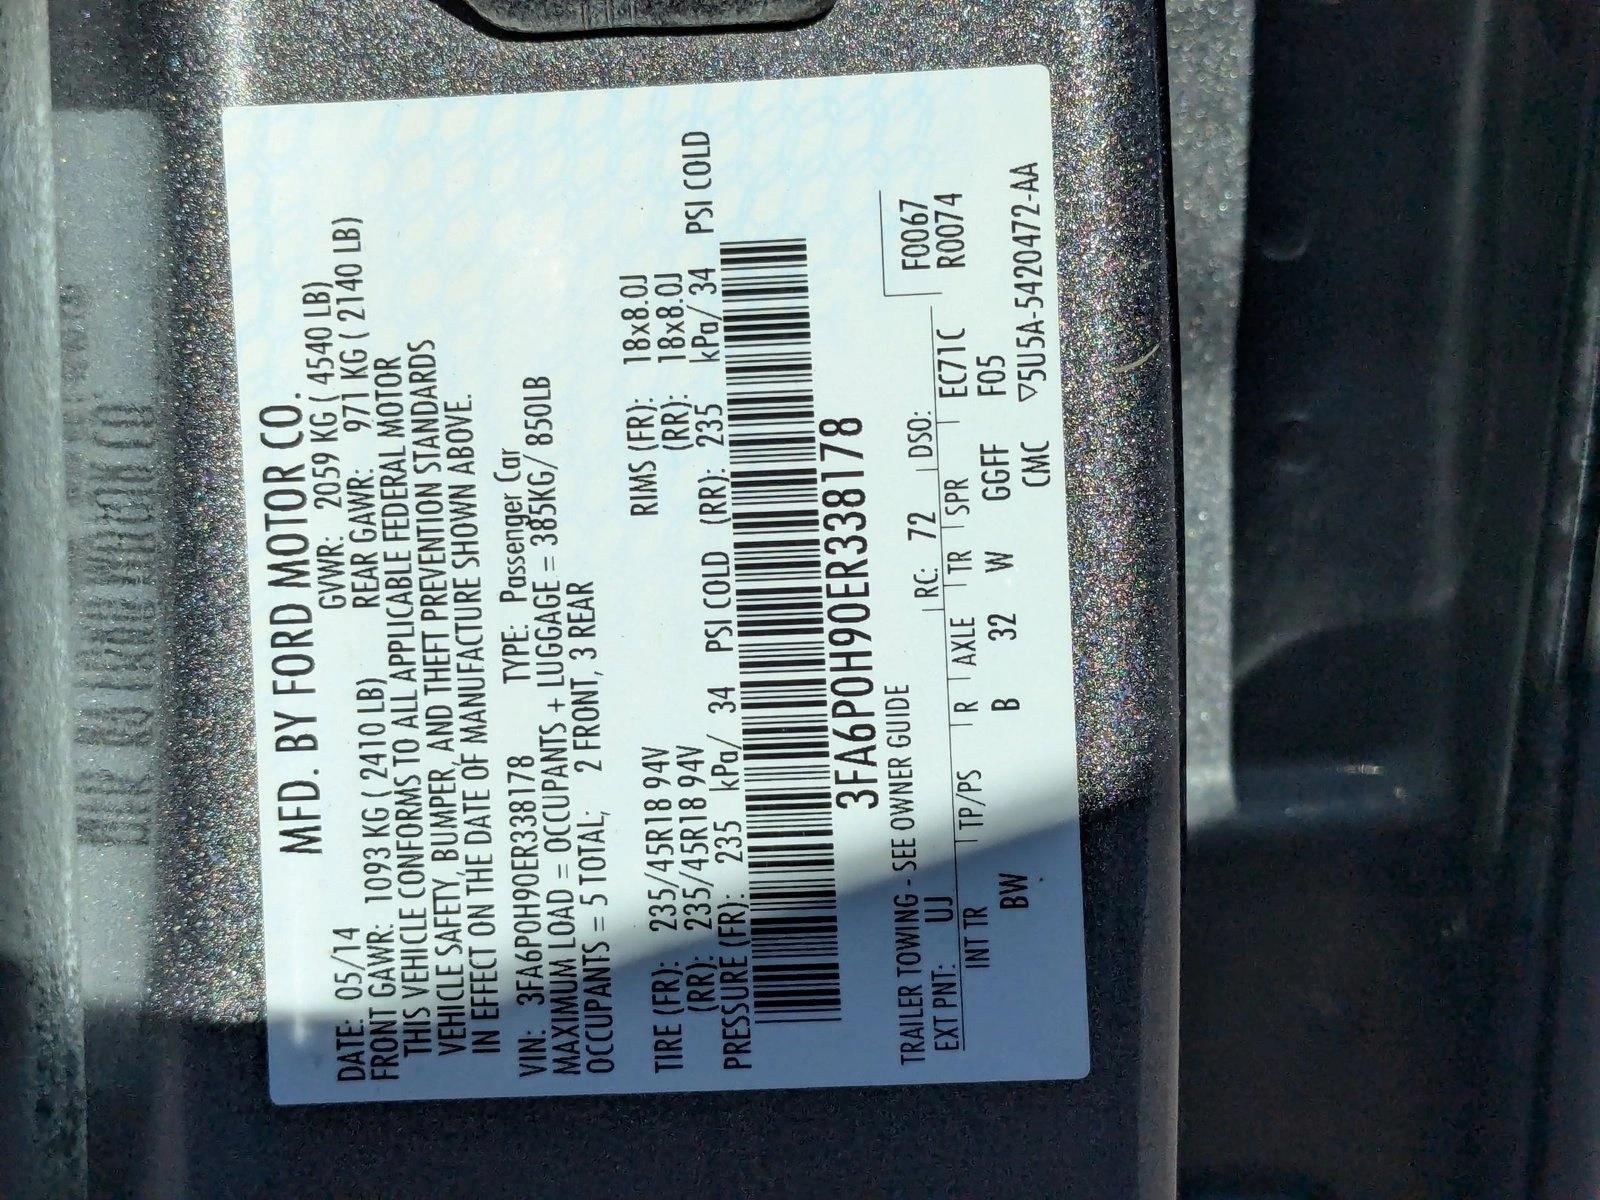 MFD. BY FORD MOTOR CO.
DATE: 05/14 GVWR: 2059 KG ( 4540 LB)
FRONT GAWR: 1093 KG ( 2410 LB) REAR GAWR: 971 KG ( 2140 LB)
THIS VEHICLE CONFORMS TO ALL APPLICABLE FEDERAL MOTOR
VEHICLE SAFETY, BUMPER, AND THEFT PREVENTION STANDARDS
IN EFFECT ON THE DATE OF MANUFACTURE SHOWN ABOVE.
VIN: 3FA6P0H90ER338178 TYPE: Passenger Car
MAXIMUM LOAD = OCCUPANTS + LUGGAGE = 385KG/ 850LB
OCCUPANTS = 5 TOTAL; 2 FRONT, 3 REAR
TIRE (FR): 235/45R18 94V RIMS (FR): 18x8.0J
(RR): 235/45R18 94V (RR): 18x8.0J
PRESSURE (FR): 235 kPa/ 34 PSI COLD (RR): 235 kPa/ 34 PSI COLD
3FA6P0H90ER338178
TRAILER TOWING - SEE OWNER GUIDE F0067
EXT PNT: UJ RC: 72 DSO: R0074
INT TR TP/PS R AXLE TR SPR EC71C
BW B 32 W GGFF F05
CMC ▽5U5A-5420472-AA